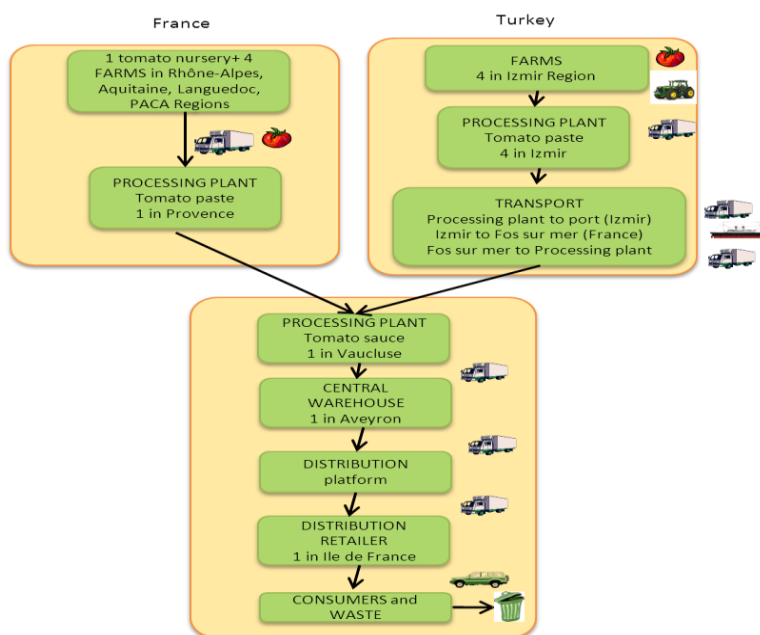 France
1 tomato nursery+ 4
FARMS in Rhône-Alpes,
Aquitaine, Languedoc,
PACA Regions
PROCESSING PLANT
Tomato paste
1 in Provence
Turkey
FARMS
4 in Izmir Region
PROCESSING PLANT
Tomato paste
4 in Izmir
TRANSPORT
Processing plant to port (Izmir)
Izmir to Fos sur mer (France)
Fos sur mer to Processing plant
PROCESSING PLANT
Tomato sauce
1 in Vaucluse
CENTRAL
WAREHOUSE
1 in Aveyron
DISTRIBUTION
platform
DISTRIBUTION
RETAILER
1 in Ile de France
CONSUMERS and
WASTE